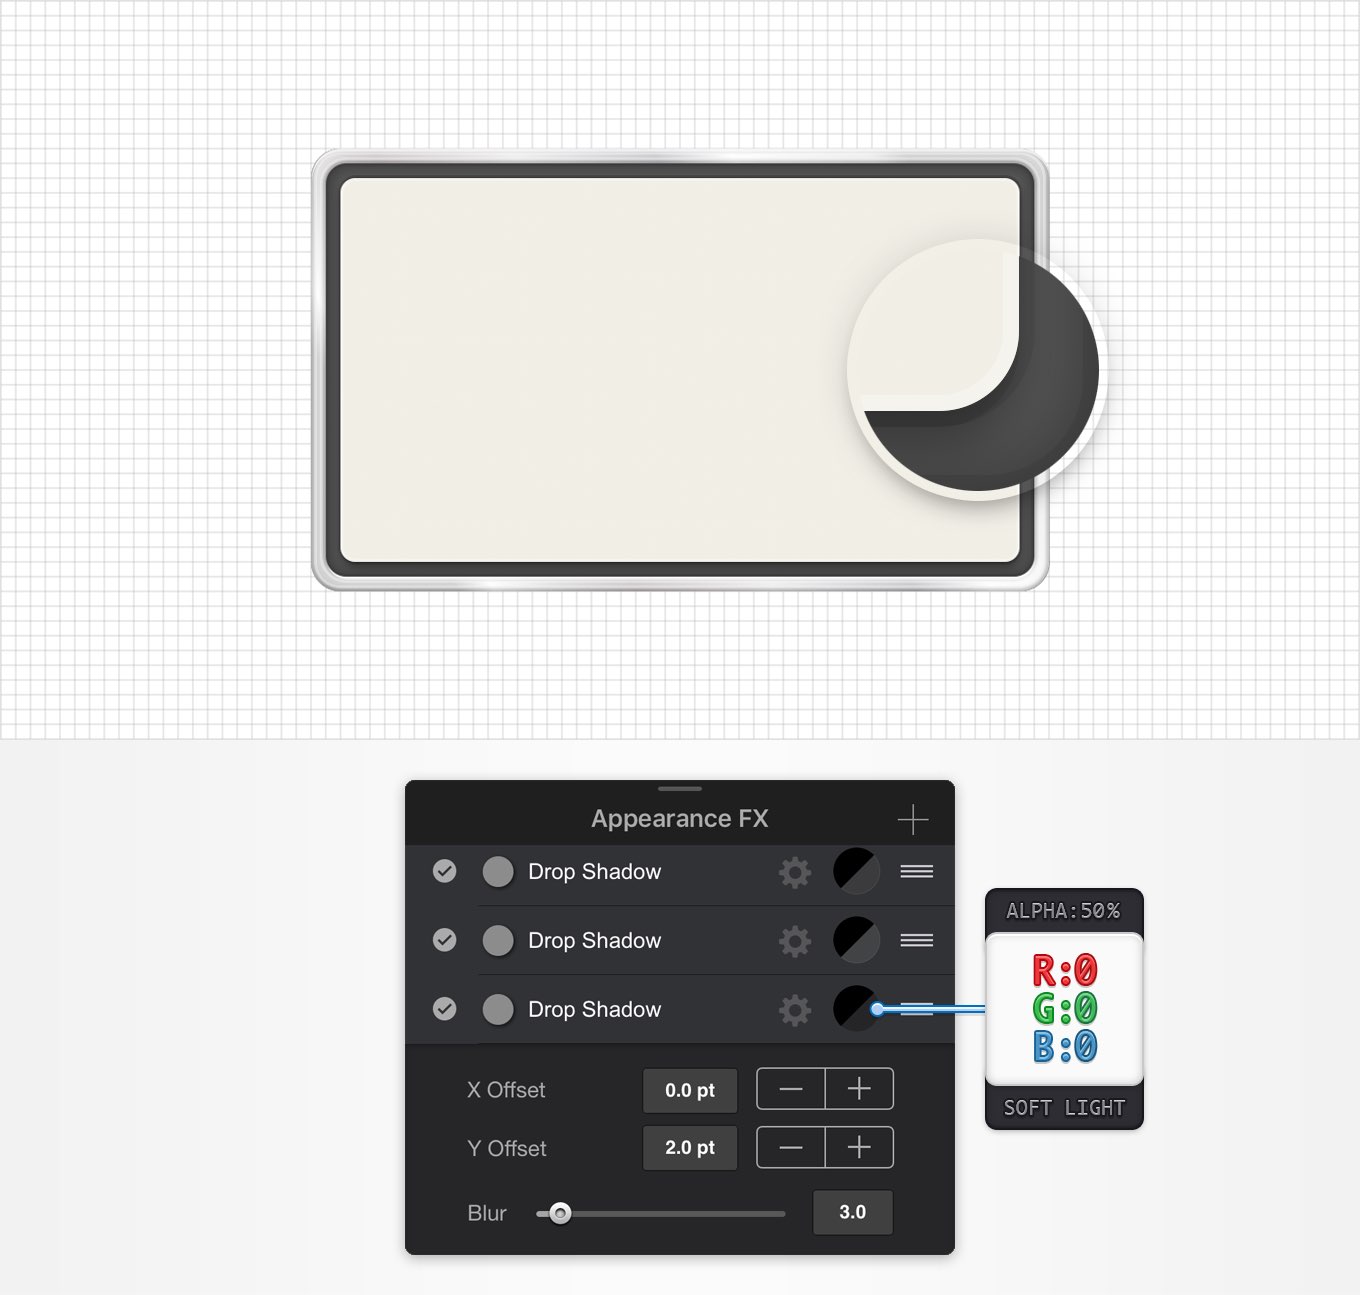 Appearance FX
Drop Shadow
Drop Shadow
Drop Shadow
X Offset 0.0 pt
Y Offset 2.0 pt
Blur 3.0
ALPHA:50%
R:0
G:0
B:0
SOFT LIGHT